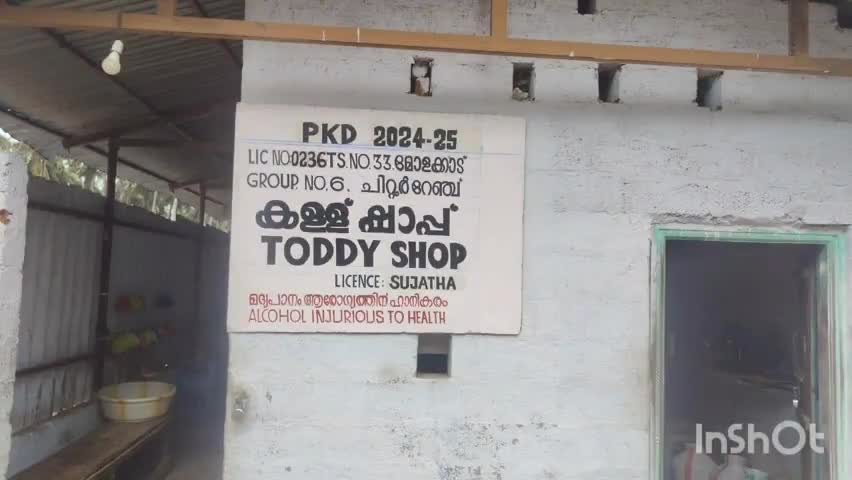 PKD 2024-25
LIC NO:0236 T.S.NO.33.മോളക്കാട്
GROUP. NO.6. ചിറ്റൂർ റേഞ്ച്
കള്ള് ഷാപ്പ്
TODDY SHOP
LICENCE: SUJATHA
മദ്യപാനം ആരോഗ്യത്തിന് ഹാനികരം
ALCOHOL INJURIOUS TO HEALTH
InShOt